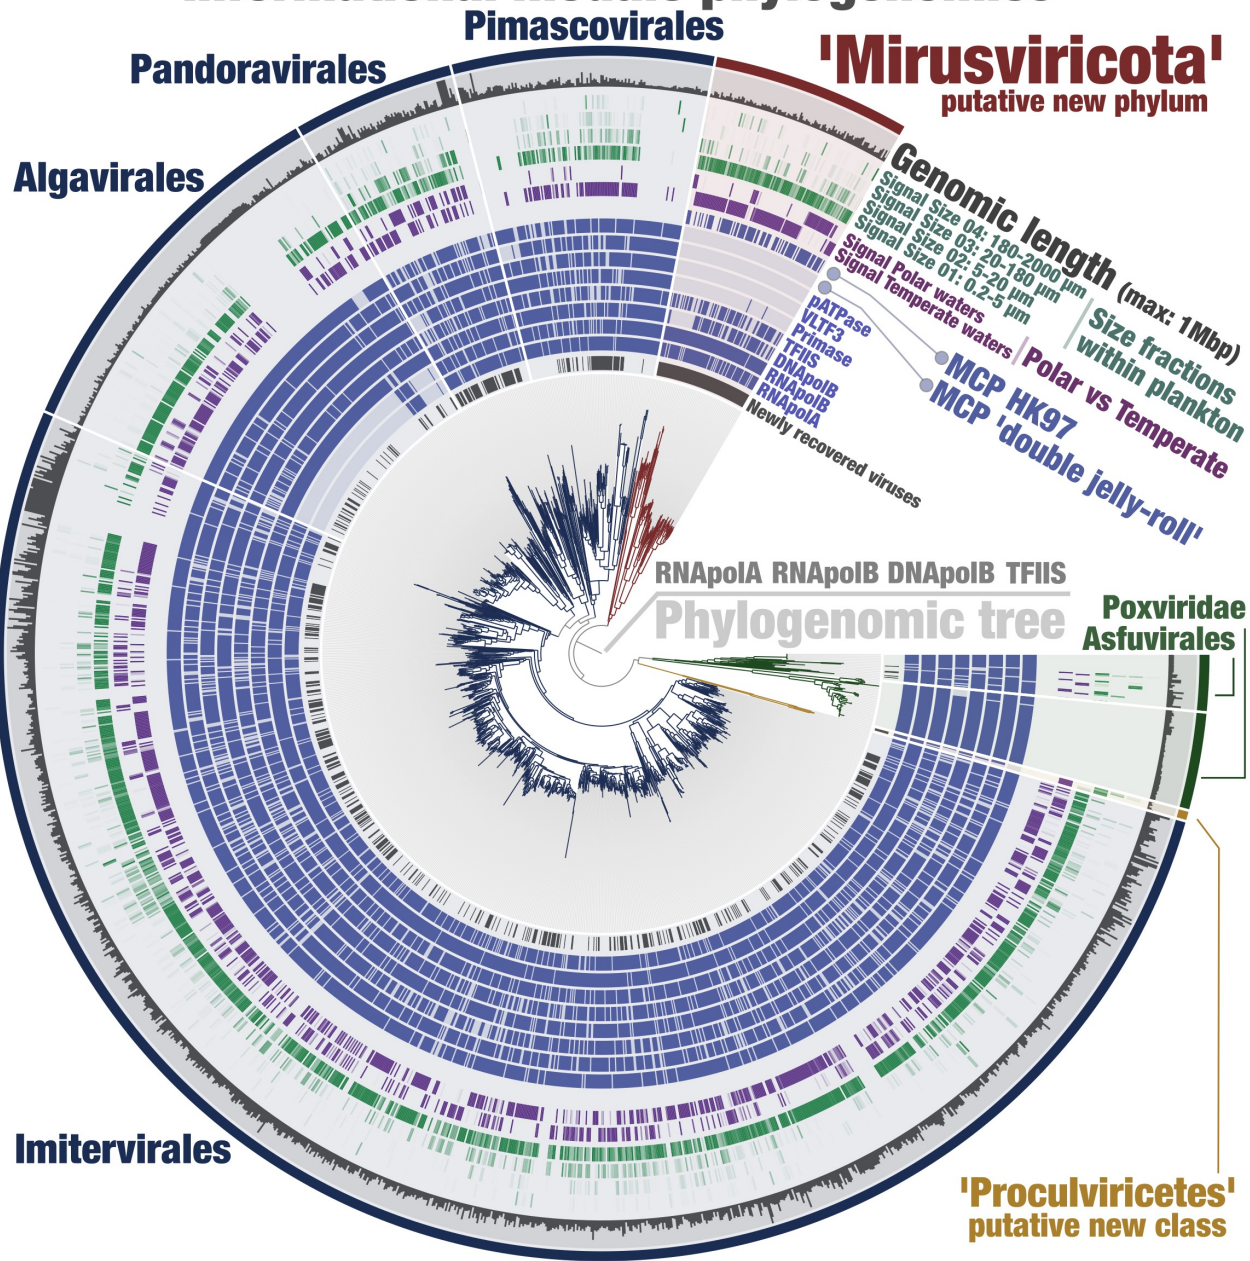 Informational module phylogenomics
Pimascovirales
Pandoravirales
Algavirales
'Mirusviricota'
putative new phylum
Genomic length (max: 1Mbp)
Signal Size 04: 180-2000 µm
Signal Size 03: 20-180 µm
Signal Size 02: 5-20 µm
Signal Size 01: 0.2-5 µm
Size fractions
within plankton
Signal Polar waters
Signal Temperate waters
Polar vs Temperate
MCP HK97
MCP 'double jelly-roll'
pATPase
VLTF3
Primase
TFIIS
DNApolB
RNApolB
RNApolA
Newly recovered viruses
RNApolA RNApolB DNApolB TFIIS
Phylogenomic tree
Poxviridae
Asfuvirales
Imitervirales
'Proculviricetes'
putative new class